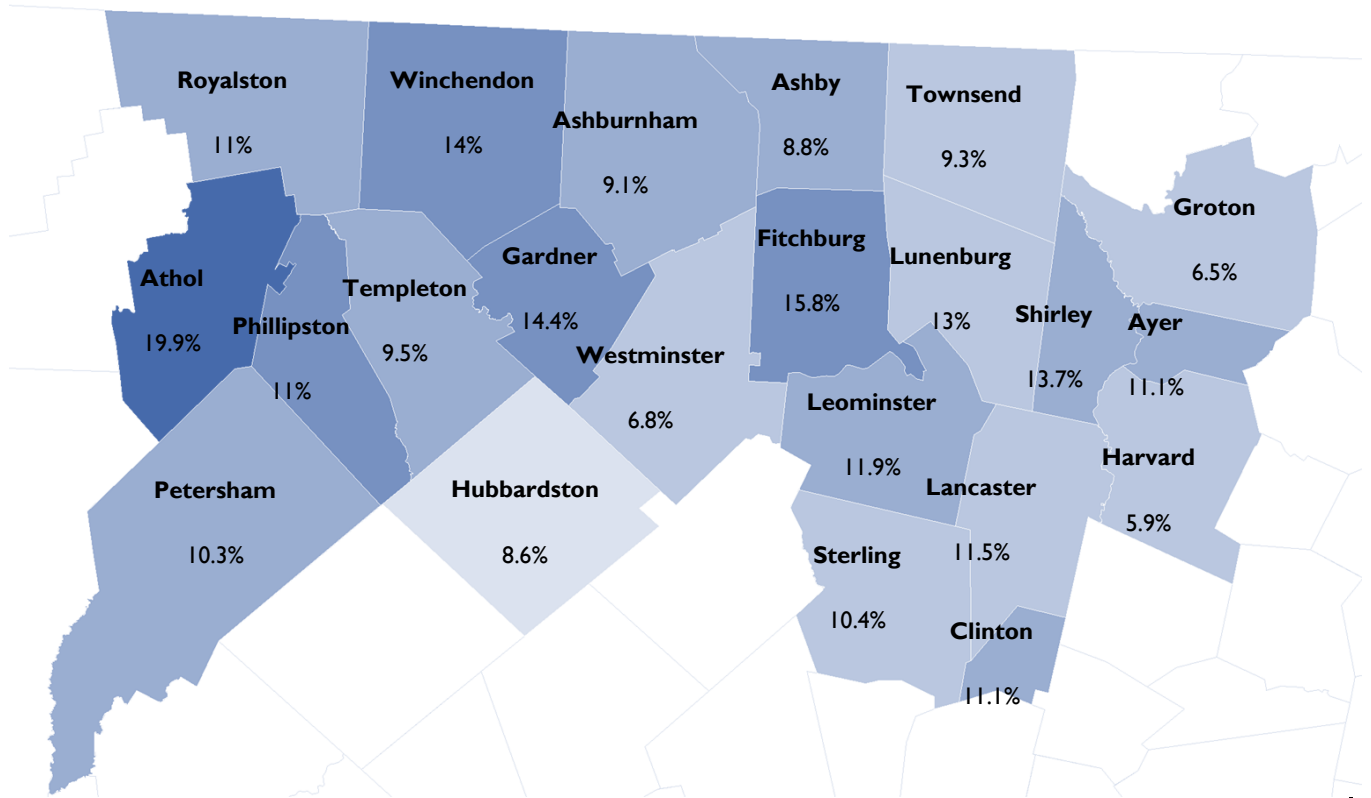 Royalston
11%
Winchendon
14%
Ashburnham
9.1%
Ashby
8.8%
Townsend
9.3%
Groton
6.5%
Athol
19.9%
Phillipston
11%
Templeton
9.5%
Gardner
14.4%
Westminster
6.8%
Fitchburg
15.8%
Lunenburg
13%
Shirley
13.7%
Ayer
11.1%
Harvard
5.9%
Leominster
11.9%
Lancaster
11.5%
Petersham
10.3%
Hubbardston
8.6%
Sterling
10.4%
Clinton
11.1%